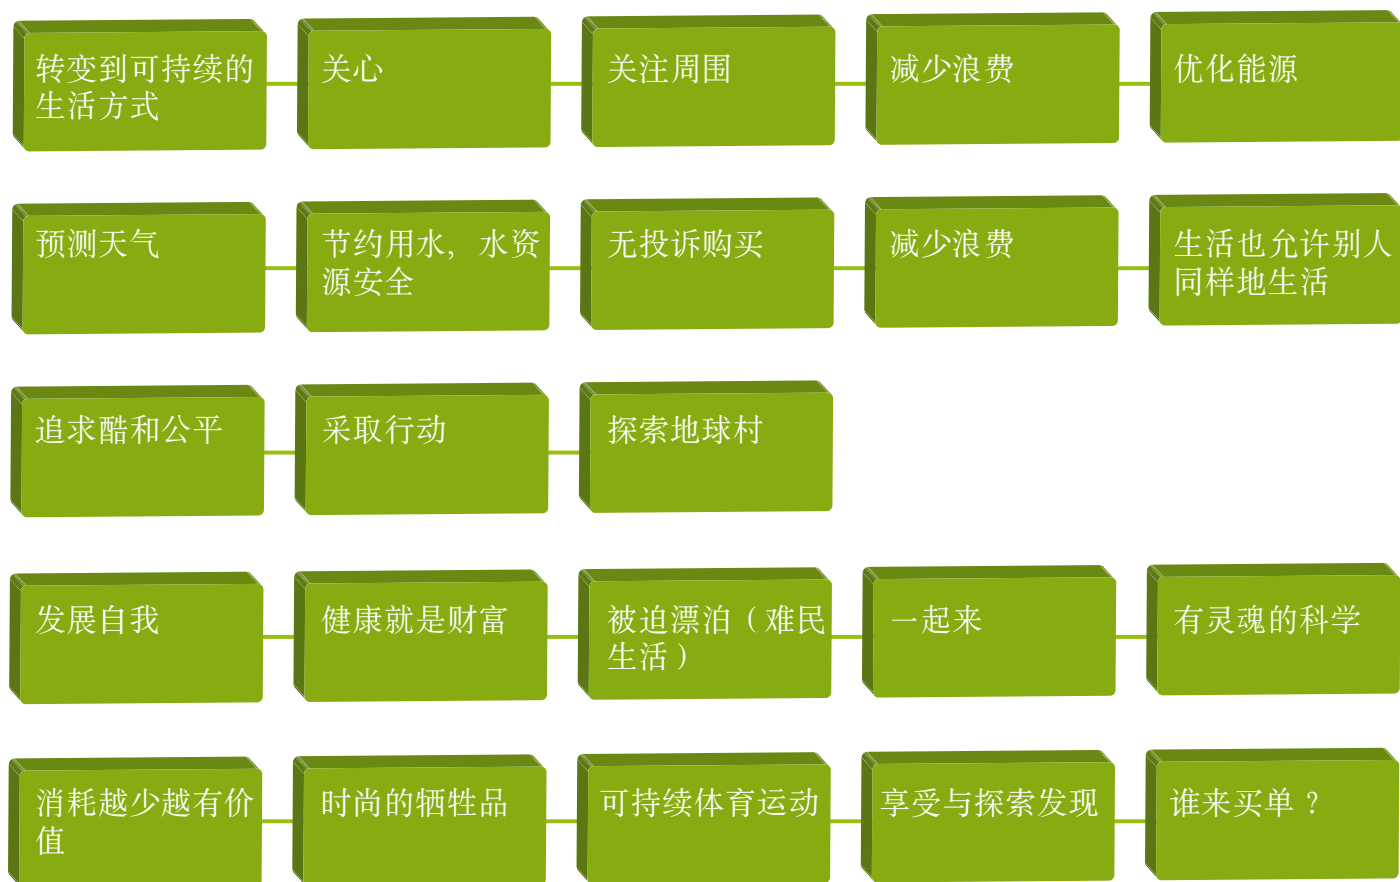 转变到可持续的
生活方式
关心
关注周围
减少浪费
优化能源
预测天气
节约用水，水资
源安全
无投诉购买
减少浪费
生活也允许别人
同样地生活
追求酷和公平
采取行动
探索地球村
发展自我
健康就是财富
被迫漂泊（难民
生活）
一起来
有灵魂的科学
消耗越少越有价
值
时尚的牺牲品
可持续体育运动
享受与探索发现
谁来买单？